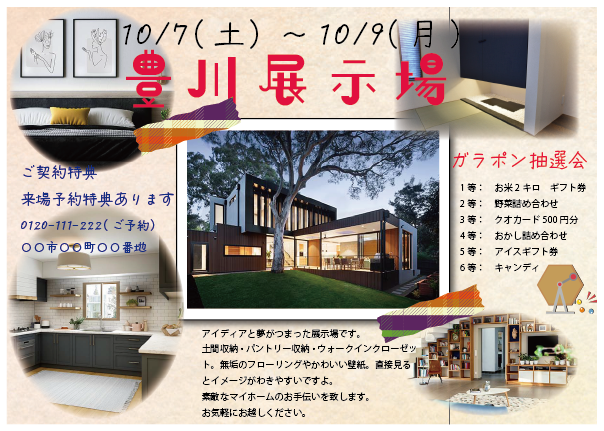 10/7(土) ~10/9(月)
豊川展示場
ご契約特典
来場予約特典あります
0120-111-222(ご予約)
〇〇市〇〇町〇〇番地
ガラポン抽選会
1等: お米2キロ ギフト券
2等: 野菜詰め合わせ
3等: クオカード500円分
4等: おかし詰め合わせ
5等: アイスギフト券
6等: キャンディ
アイディアと夢がつまった展示場です。
土間収納・パントリー収納・ウォークインクローゼッ
ト。無垢のフローリングやかわいい壁紙。直接見る
とイメージがわきやすいですよ。
素敵なマイホームのお手伝いを致します。
お気軽にお越しください。